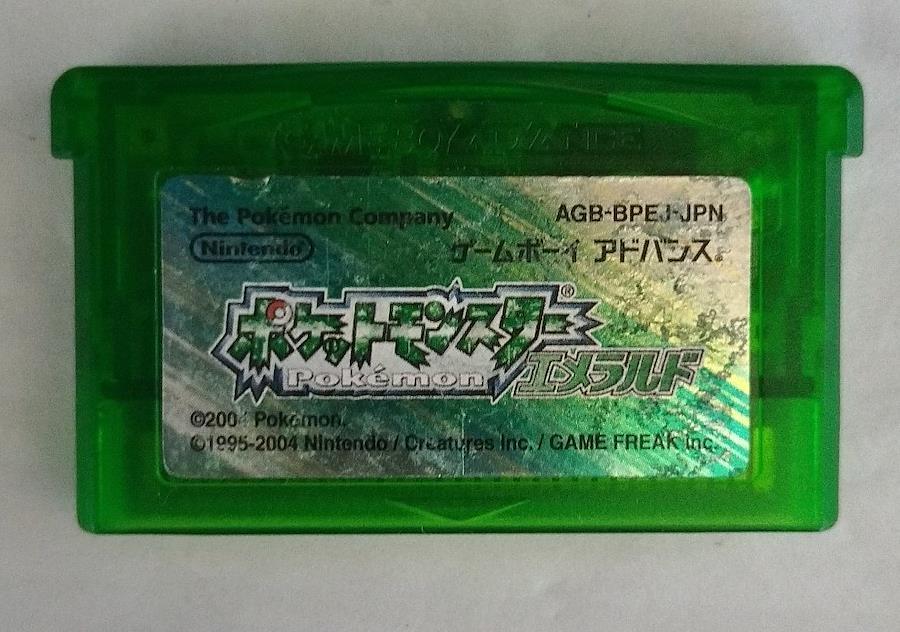 GAME BOY ADVANCE
The Pokémon Company
AGB-BPEJ-JPN
Nintendo
ゲームボーイ アドバンス®
ポケットモンスター®
Pokémon
エメラルド
©2004 Pokémon.
©1995-2004 Nintendo / Creatures Inc. / GAME FREAK inc.